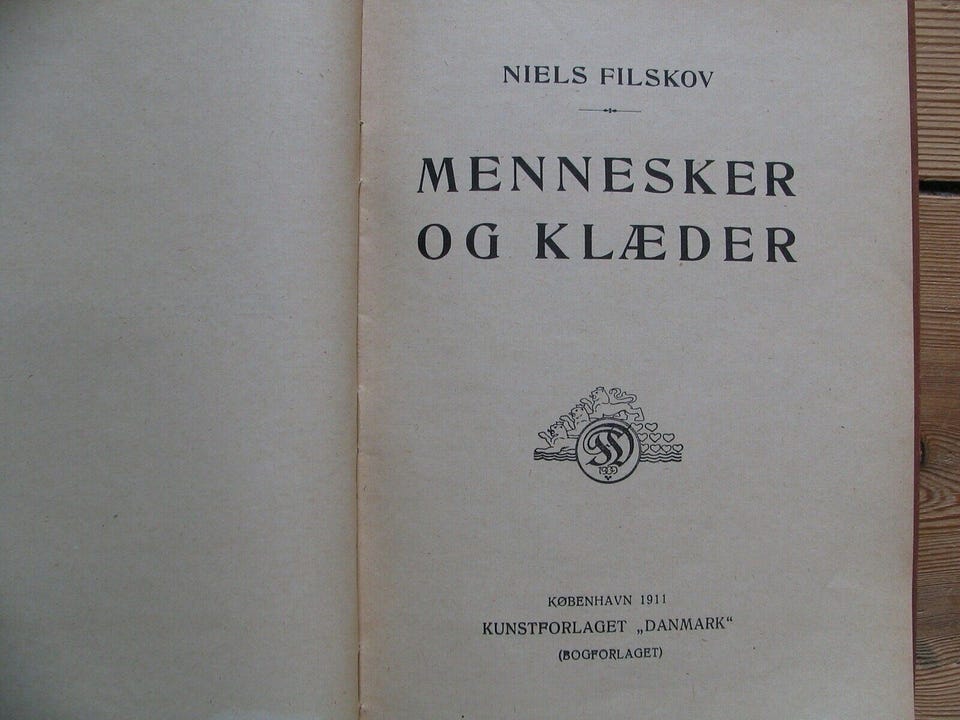 NIELS FILSKOV
MENNESKER
OG KLÆDER
KØBENHAVN 1911
KUNSTFORLAGET „DANMARK“
(BOGFORLAGET)